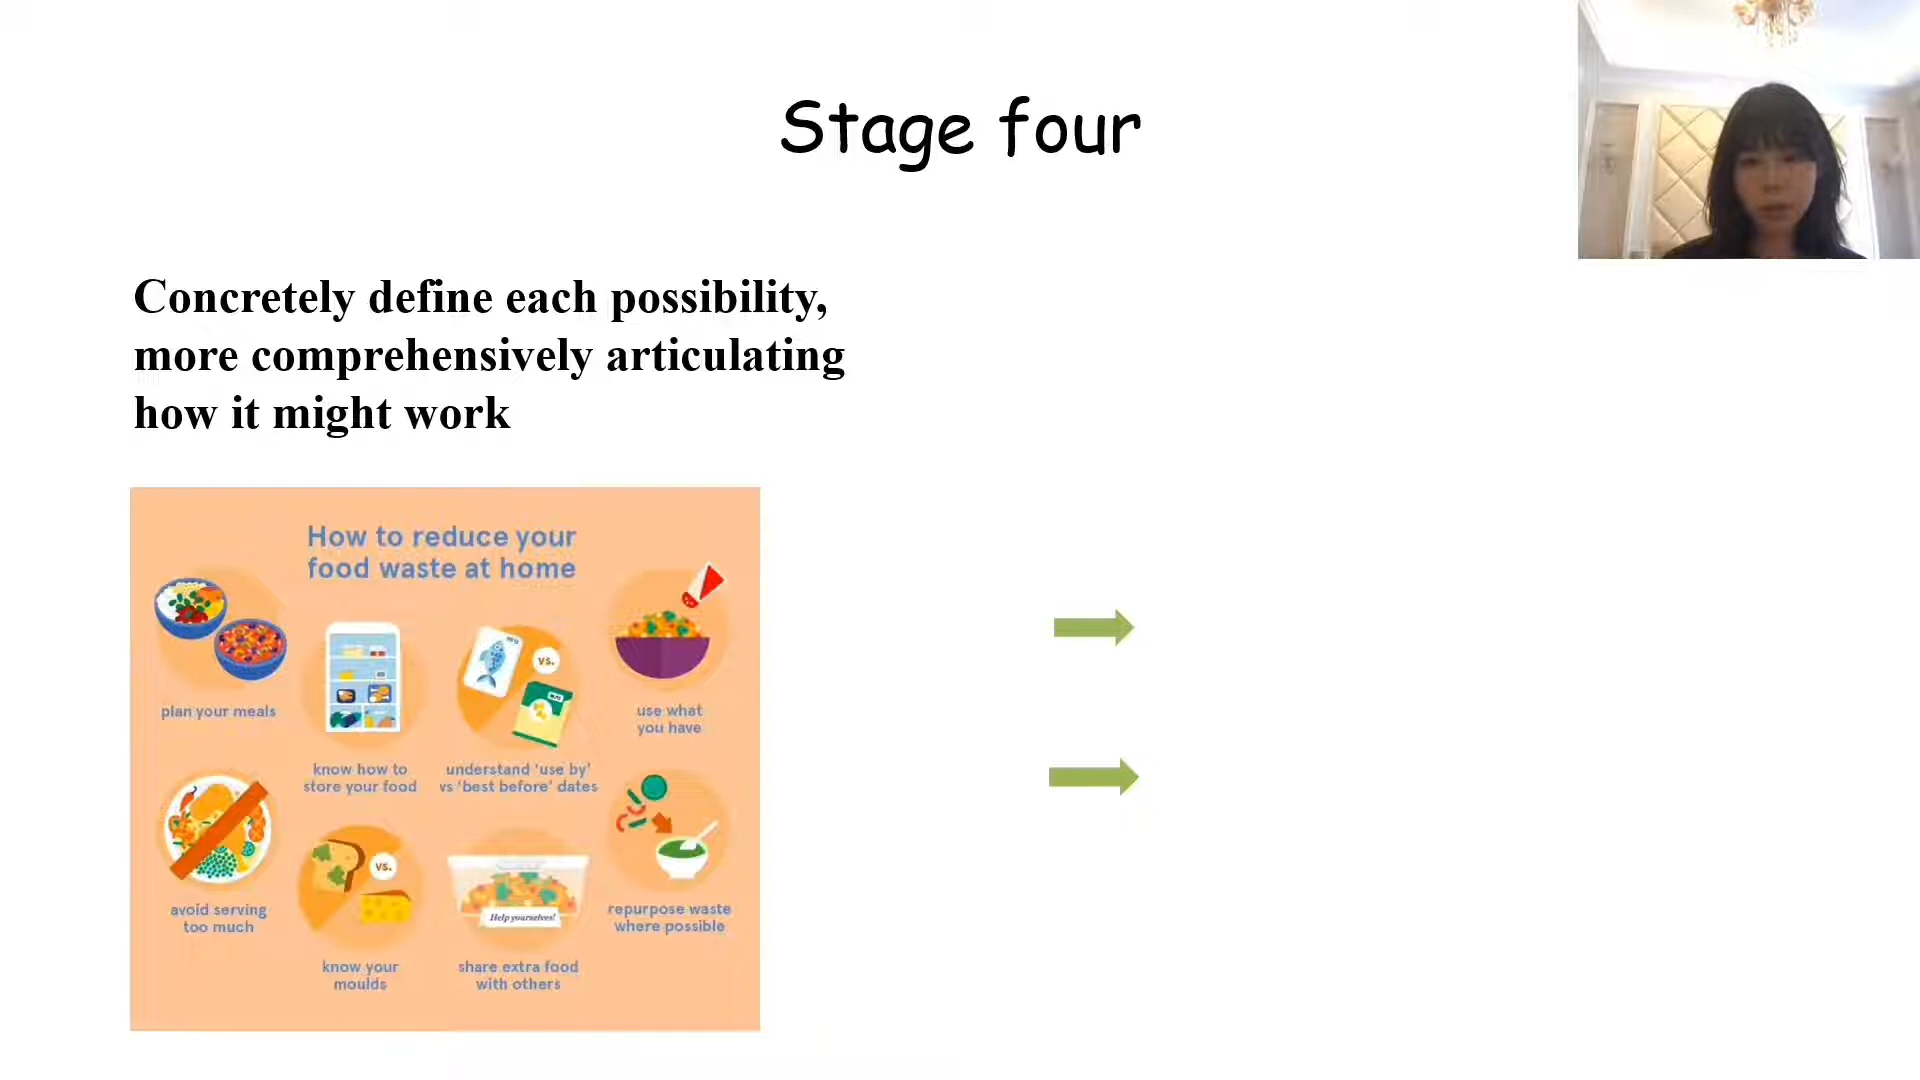 Stage four
Concretely define each possibility,
more comprehensively articulating
how it might work
How to reduce your
food waste at home
plan your meals
know how to
store your food
vs.
understand 'use by'
vs 'best before' dates
use what
you have
avoid serving
too much
vs.
know your
moulds
Help yourselves!
share extra food
with others
repurpose waste
where possible